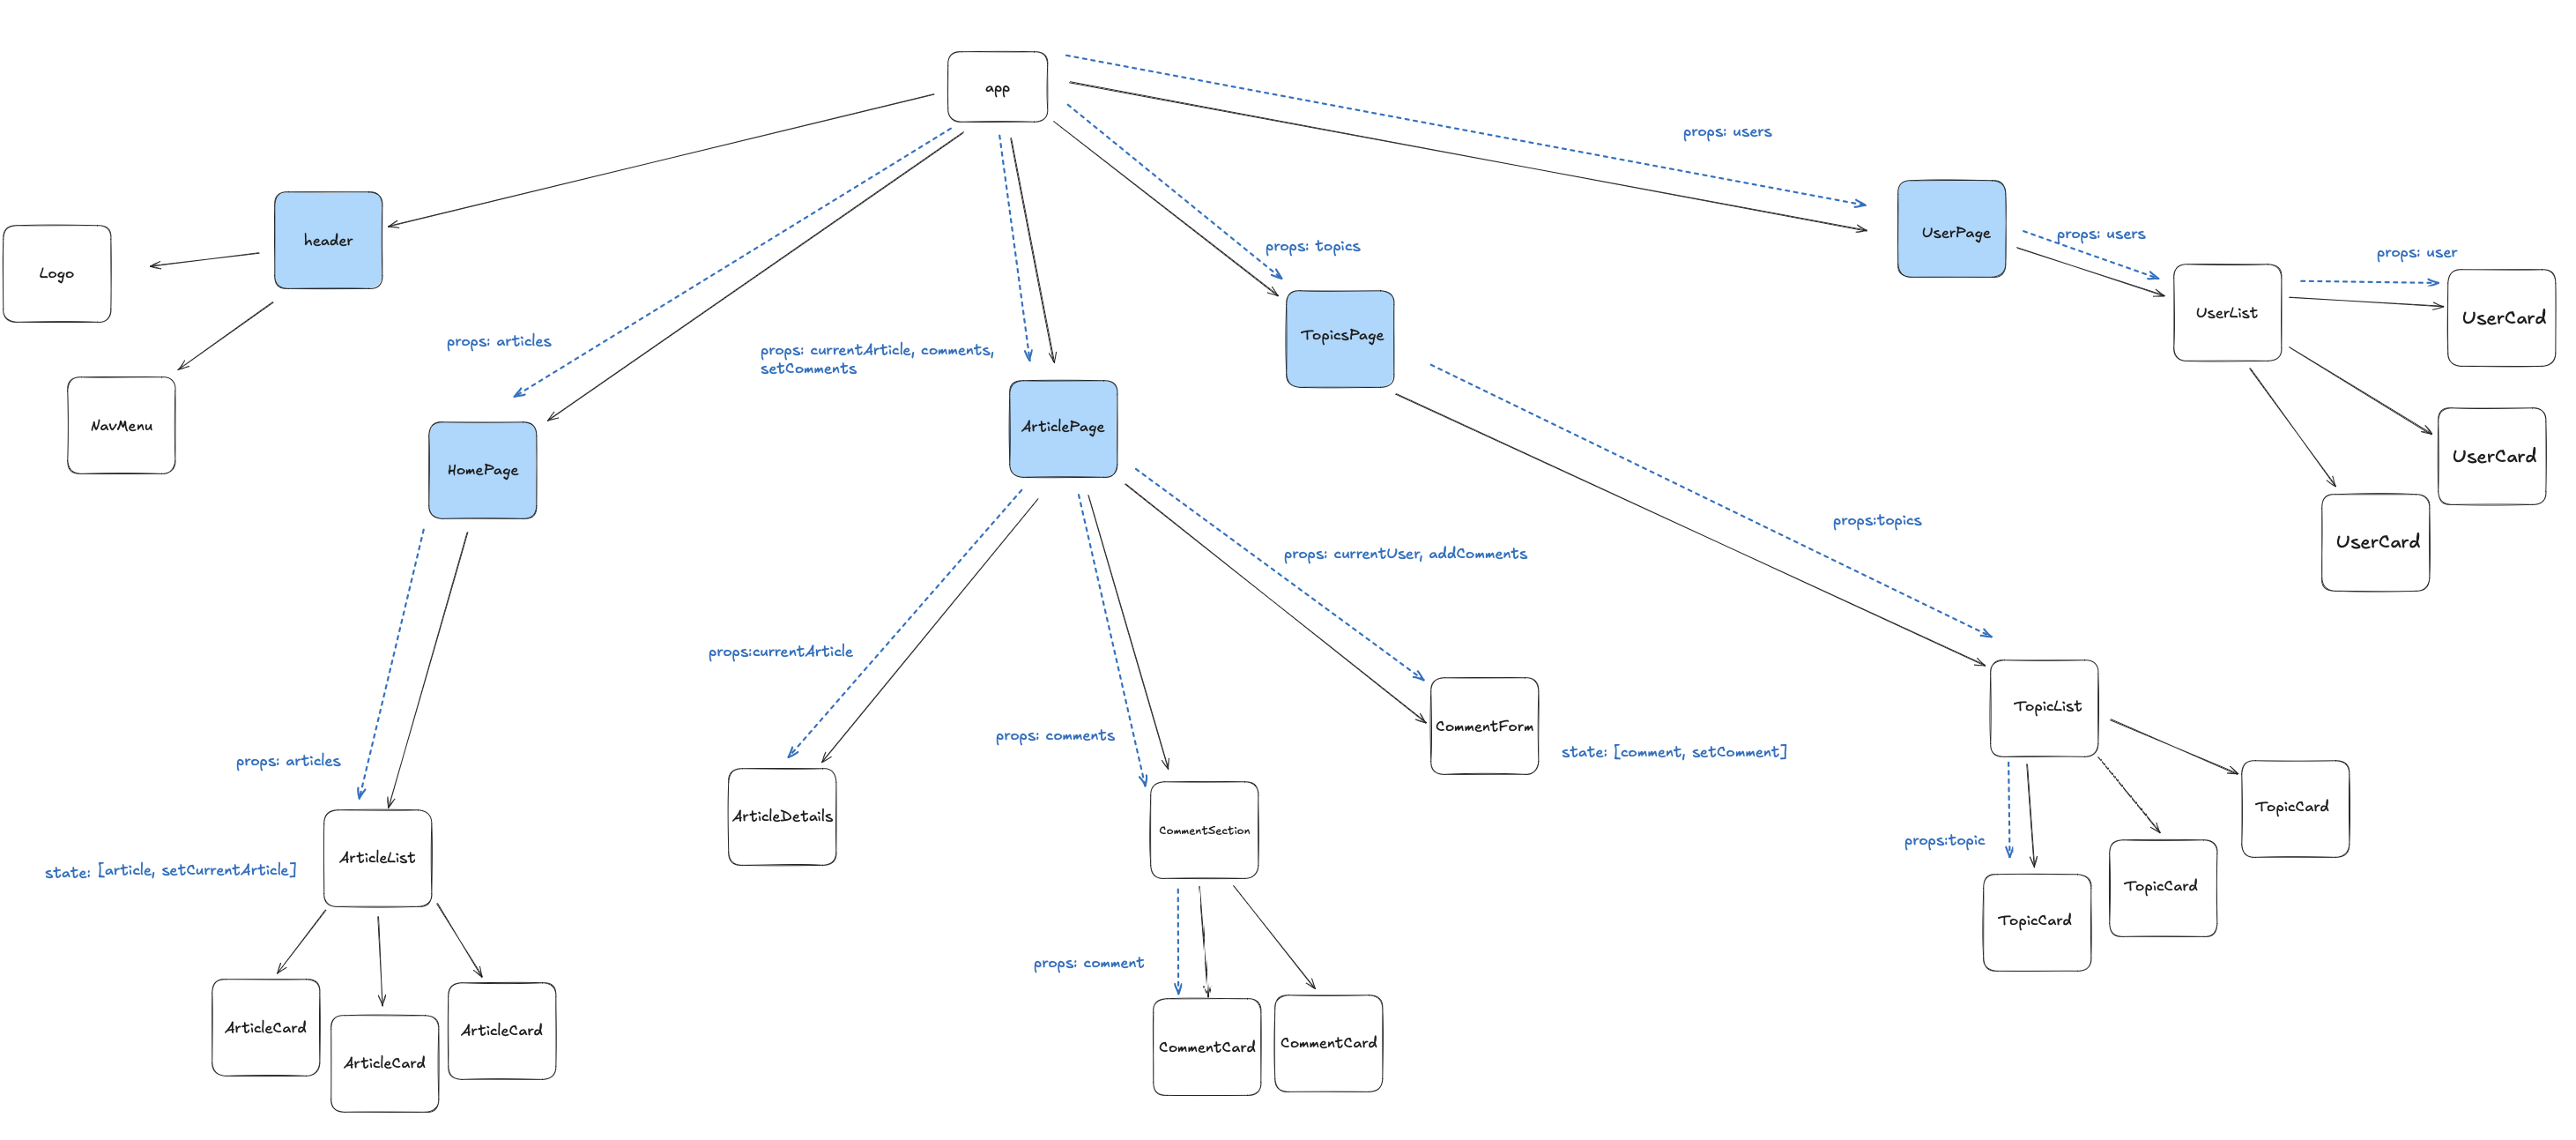 app
props: users
header
UserPage
props: users
props: topics
props: user
Logo
UserList
UserCard
TopicsPage
props: articles
props: currentArticle, comments,
setComments
NavMenu
ArticlePage
UserCard
HomePage
props:topics
UserCard
props: currentUser, addComments
props:currentArticle
TopicList
CommentForm
props: comments
state: [comment, setComment]
props: articles
TopicCard
ArticleDetails
CommentSection
props:topic
ArticleList
state: [article, setCurrentArticle]
TopicCard
TopicCard
props: comment
ArticleCard
ArticleCard
ArticleCard
CommentCard
CommentCard